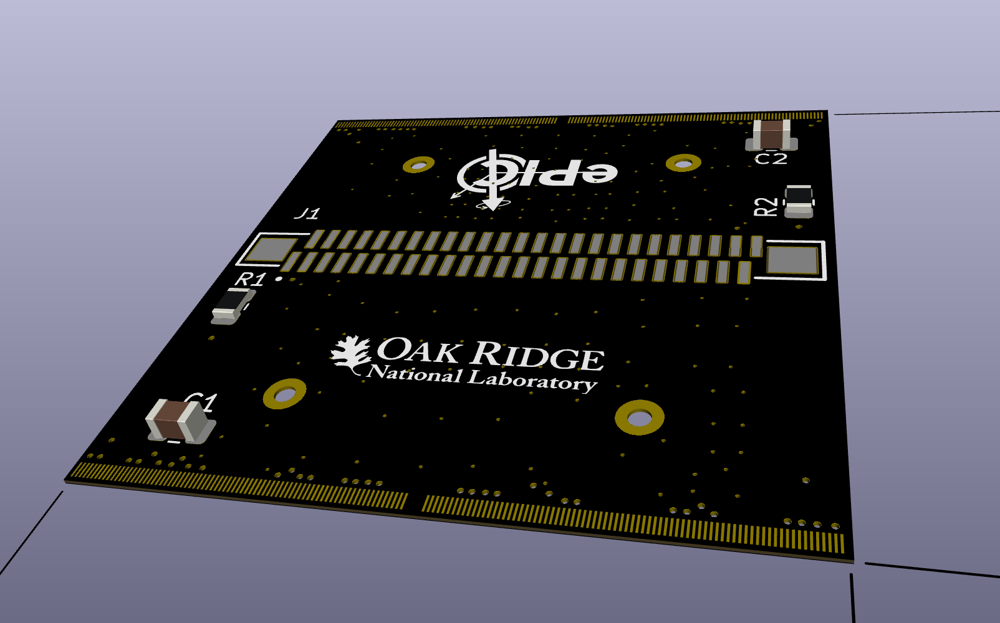 C2
ePIC
R2
J1
R1
OAK RIDGE
National Laboratory
C1